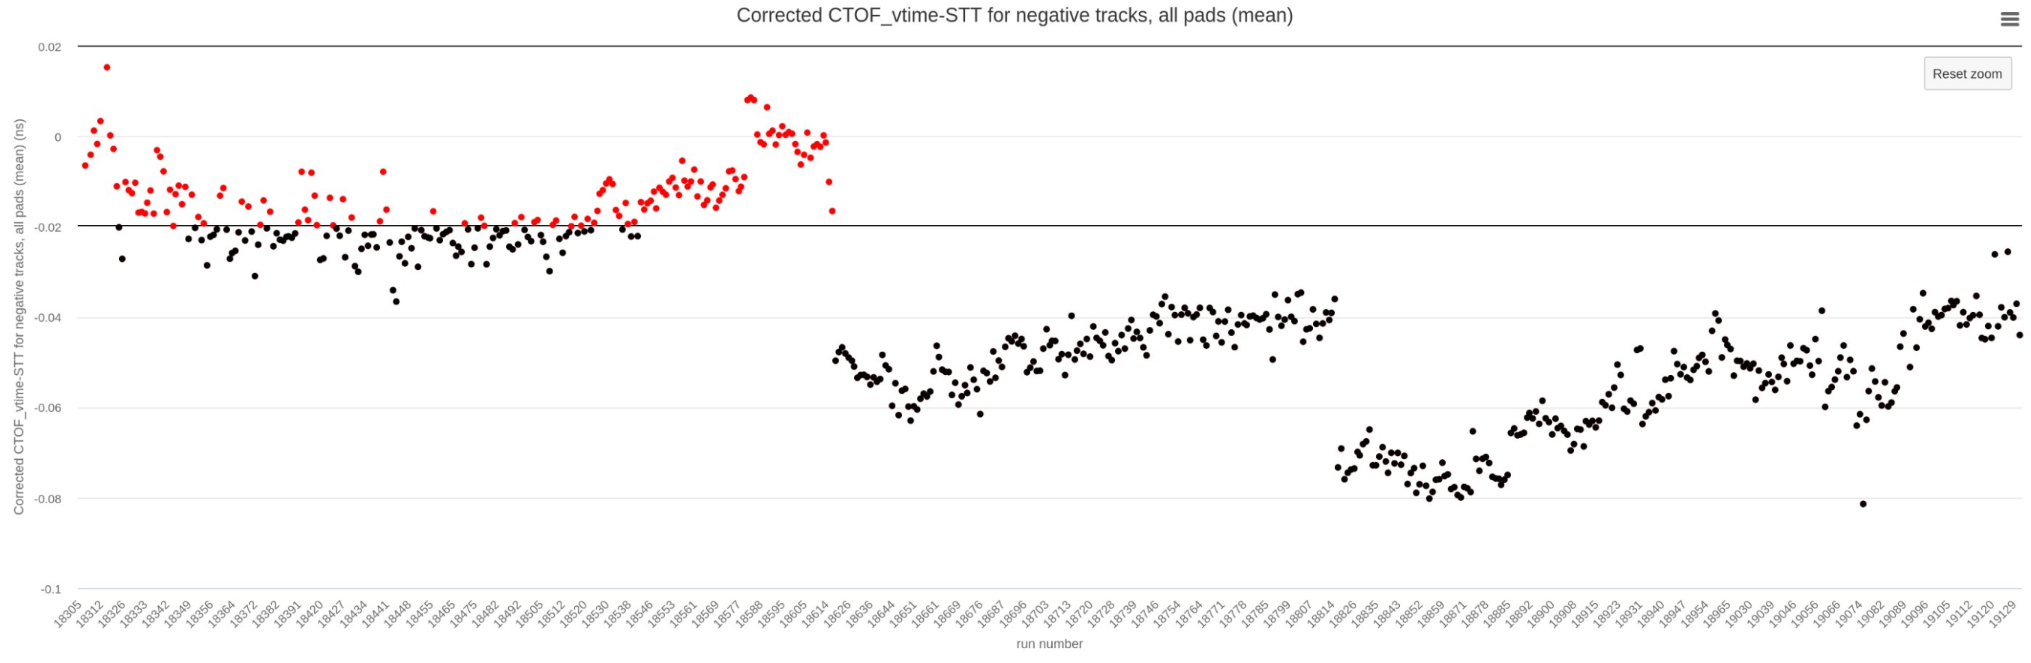 Corrected CTOF_vtime-STT for negative tracks, all pads (mean)
Reset zoom
Corrected CTOF_vtime-STT for negative tracks, all pads (mean) (ns)
0.02
0
-0.02
-0.04
-0.06
-0.08
-0.1
18305 18312 18326 18333 18342 18349 18356 18364 18372 18382 18391 18420 18427 18434 18441 18448 18455 18465 18475 18482 18492 18505 18512 18520 18530 18538 18546 18553 18561 18569 18577 18588 18595 18605 18614 18626 18636 18644 18651 18661 18669 18676 18687 18696 18703 18713 18720 18728 18739 18746 18754 18764 18771 18778 18785 18799 18807 18814 18826 18835 18843 18852 18859 18871 18878 18885 18892 18900 18908 18915 18923 18931 18940 18947 18954 18965 19030 19039 19046 19056 19066 19074 19082 19089 19096 19105 19112 19120 19129
run number